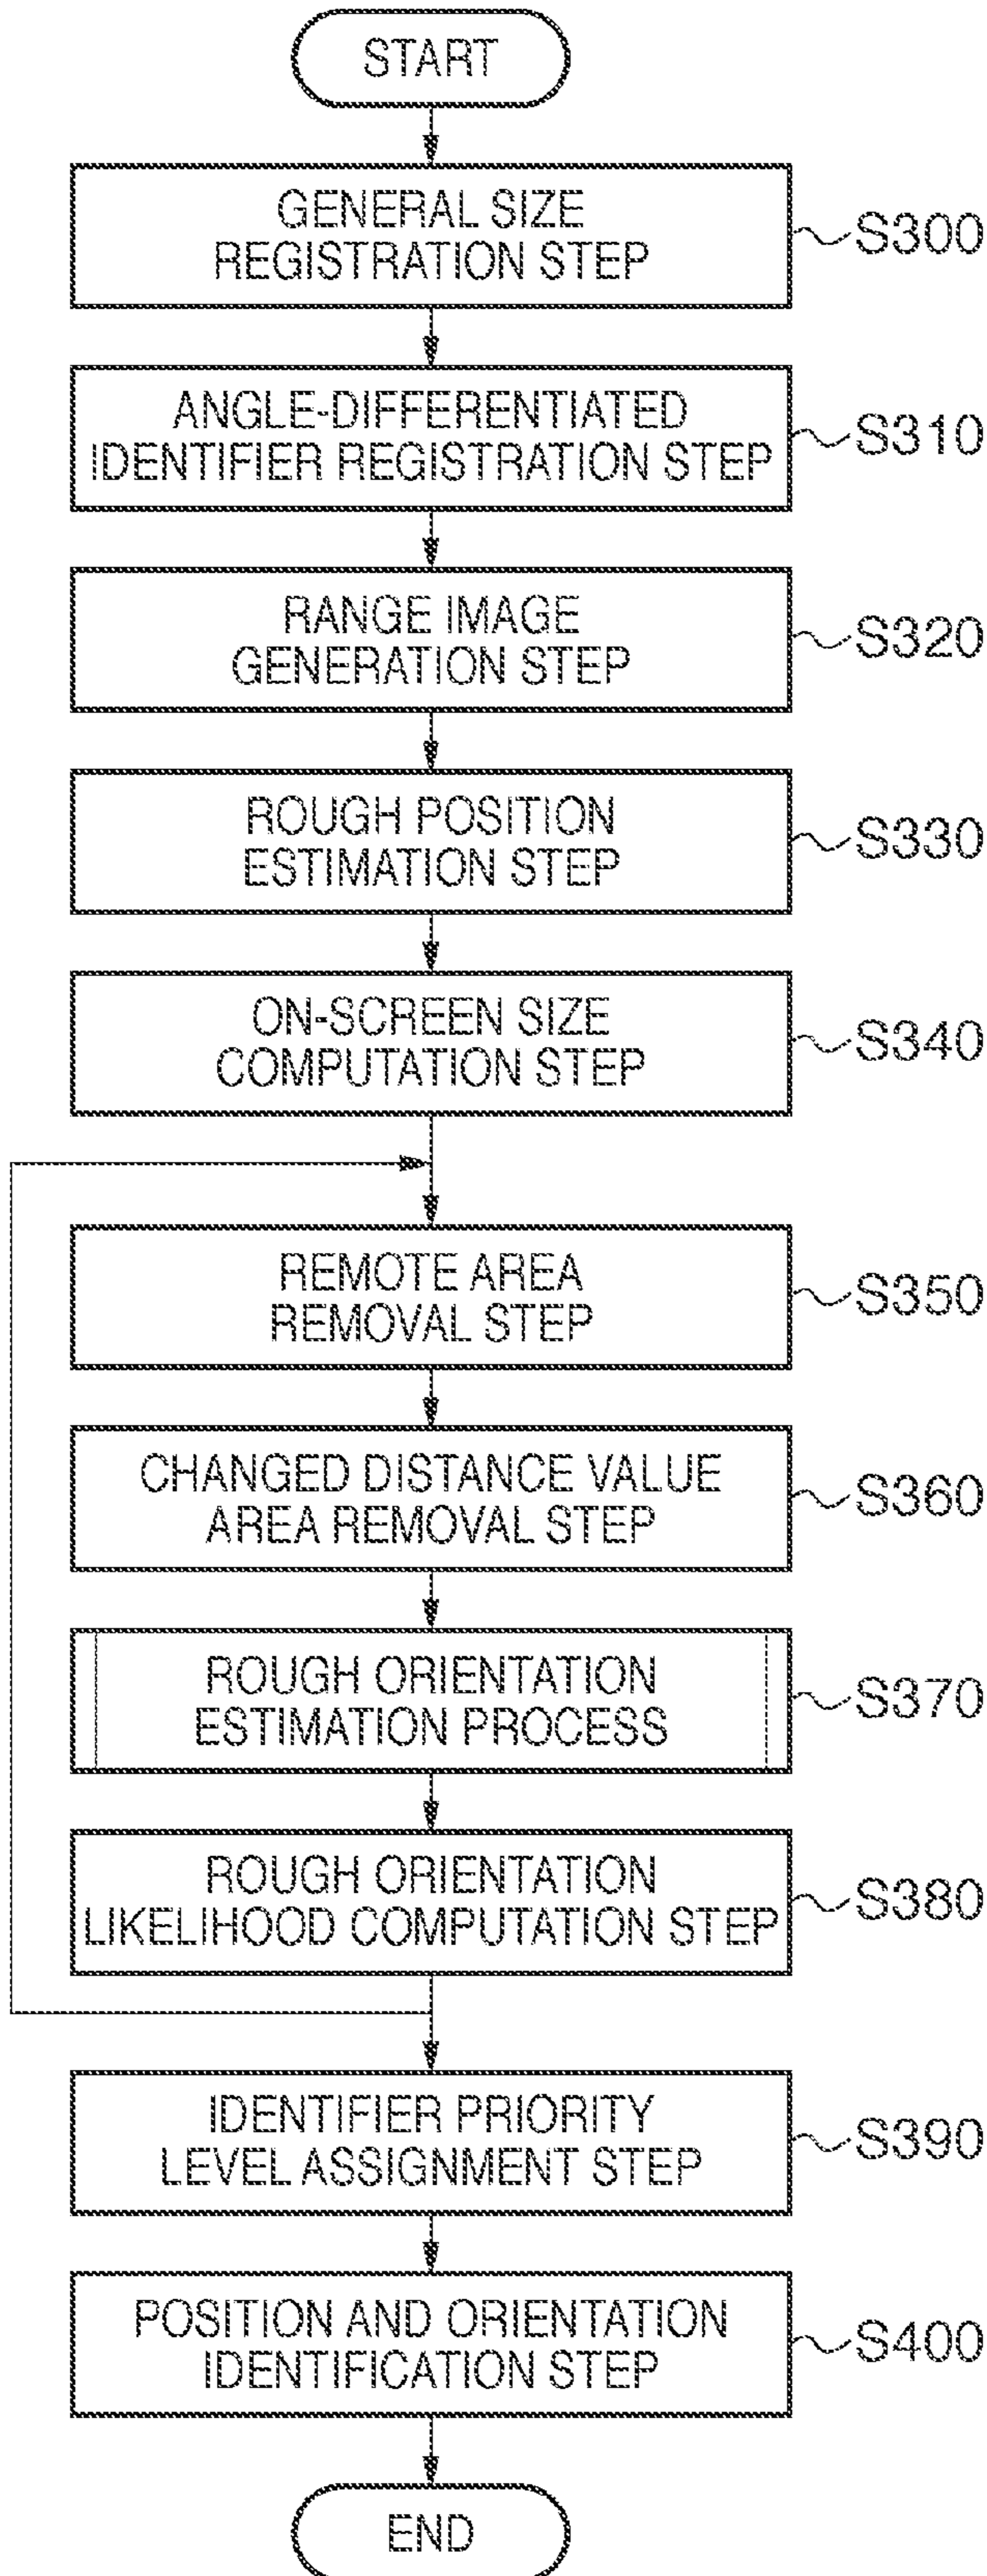 START
GENERAL SIZE
REGISTRATION STEP
S300
ANGLE-DIFFERENTIATED
IDENTIFIER REGISTRATION STEP
S310
RANGE IMAGE
GENERATION STEP
S320
ROUGH POSITION
ESTIMATION STEP
S330
ON-SCREEN SIZE
COMPUTATION STEP
S340
REMOTE AREA
REMOVAL STEP
S350
CHANGED DISTANCE VALUE
AREA REMOVAL STEP
S360
ROUGH ORIENTATION
ESTIMATION PROCESS
S370
ROUGH ORIENTATION
LIKELIHOOD COMPUTATION STEP
S380
IDENTIFIER PRIORITY
LEVEL ASSIGNMENT STEP
S390
POSITION AND ORIENTATION
IDENTIFICATION STEP
S400
END